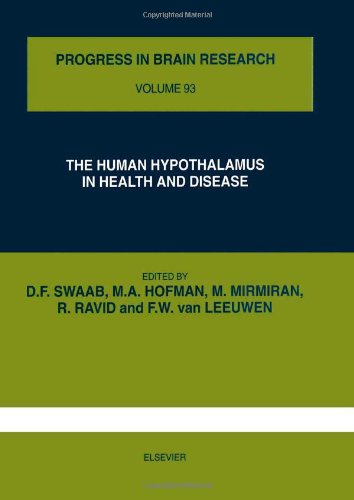 PROGRESS IN BRAIN RESEARCH
VOLUME 93
THE HUMAN HYPOTHALAMUS
IN HEALTH AND DISEASE
EDITED BY
D.F. SWAAB, M.A. HOFMAN, M. MIRMIRAN,
R. RAVID and F.W. van LEEUWEN
ELSEVIER